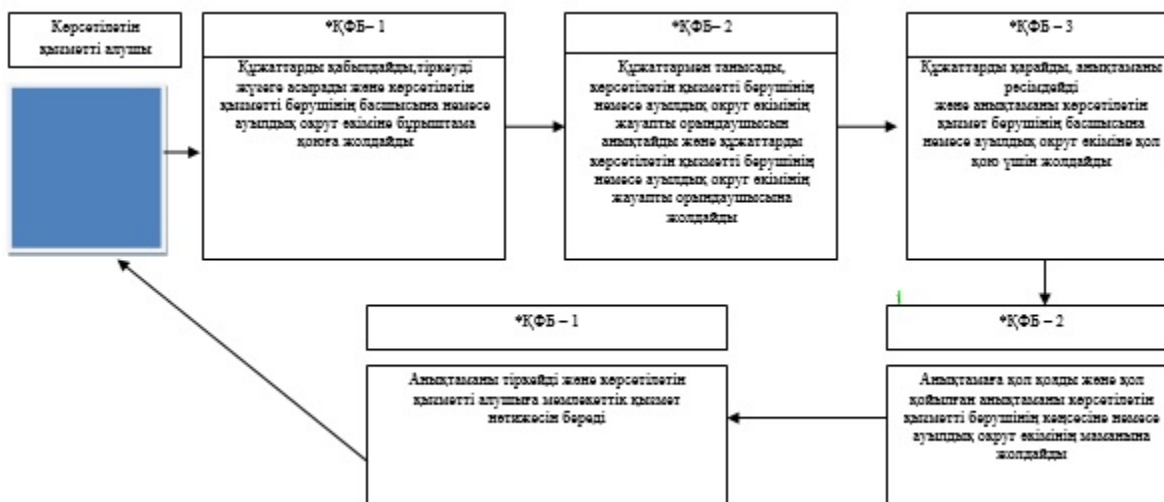 Көрсетілетін
қызметті алушы
*ҚФБ– 1
Құжаттарды қабылдайды,тіркеуді
жүзеге асырады және көрсетілетін
қызметті берушінің басшысына немесе
ауылдық округ әкіміне бұрыштама
қоюға жолдайды
*ҚФБ– 2
Құжаттармен танысады,
көрсетілетін қызметті берушінің
немесе ауылдық округ әкімінің
жауапты орындаушысын
анықтайды және құжаттарды
көрсетілетін қызметті берушінің
немесе ауылдық округ әкімінің
жауапты орындаушысына
жолдайды
*ҚФБ – 3
Құжаттарды қарайды, анықтаманы
ресімдейді
және анықтаманы көрсетілетін
қызмет берушінің басшысына
немесе ауылдық округ әкіміне қол
қою үшін жолдайды
*ҚФБ – 2
Анықтамаға қол қояды және қол
қойылған анықтаманы көрсетілетін
қызметті берушінің кеңсесіне немесе
ауылдық округ әкімінің маманына
жолдайды
*ҚФБ – 1
Анықтаманы тіркейді және көрсетілетін
қызметті алушыға мемлекеттік қызмет
нәтижесін береді